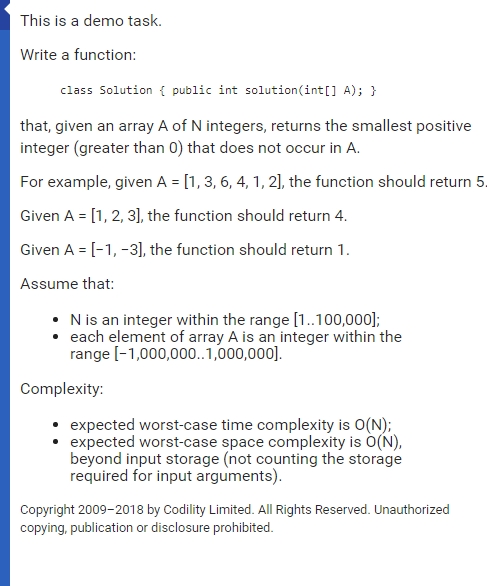 This is a demo task.
Write a function:
class Solution { public int solution(int[] A); }
that, given an array A of N integers, returns the smallest positive
integer (greater than 0) that does not occur in A.
For example, given A = [1, 3, 6, 4, 1, 2], the function should return 5.
Given A = [1, 2, 3], the function should return 4.
Given A = [−1, −3], the function should return 1.
Assume that:
• N is an integer within the range [1..100,000];
• each element of array A is an integer within the
range [−1,000,000..1,000,000].
Complexity:
• expected worst-case time complexity is O(N);
• expected worst-case space complexity is O(N),
beyond input storage (not counting the storage
required for input arguments).
Copyright 2009–2018 by Codility Limited. All Rights Reserved. Unauthorized
copying, publication or disclosure prohibited.